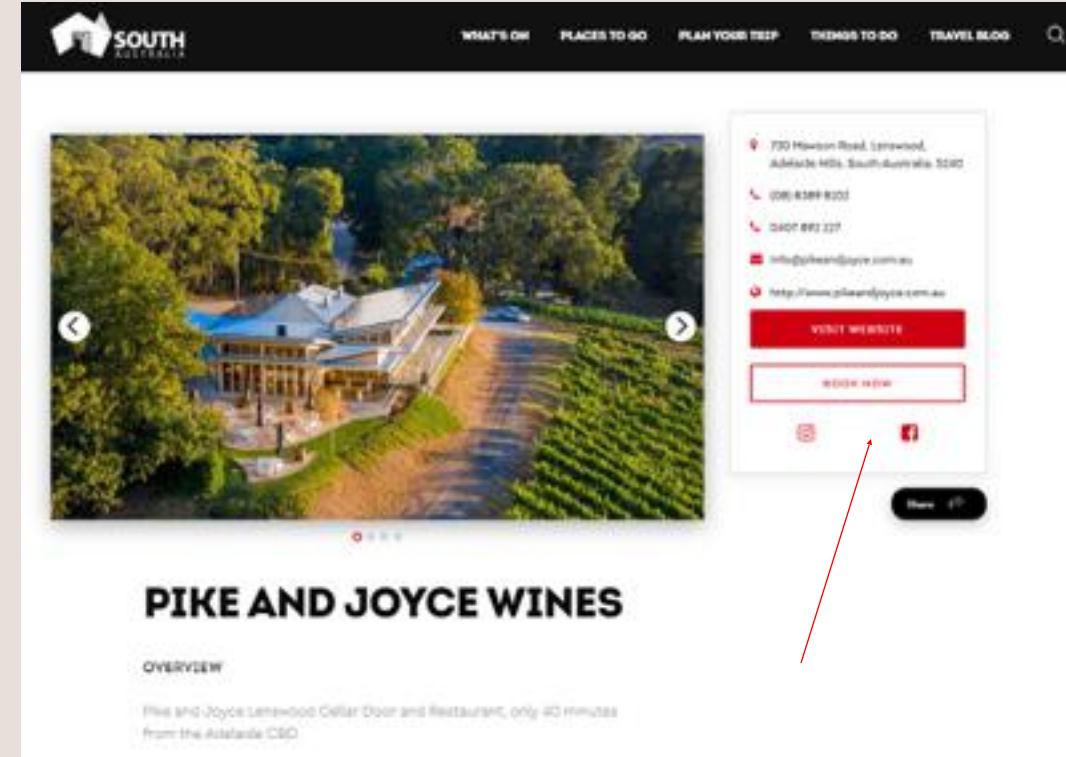 SOUTH
AUSTRALIA
WHAT'S ON
PLACES TO GO
PLAN YOUR TRIP
THINGS TO DO
TRAVEL BLOG
Mawson Road, Lenswood,
Adelaide Hills, South Australia,
info@pikeandjoyce.com.au
http://www.pikeandjoyce.com.au
VISIT WEBSITE
BOOK NOW
Share
PIKE AND JOYCE WINES
OVERVIEW
Pike and Joyce Lenswood Cellar Door and Restaurant, only 40 minutes
from the Adelaide CBD